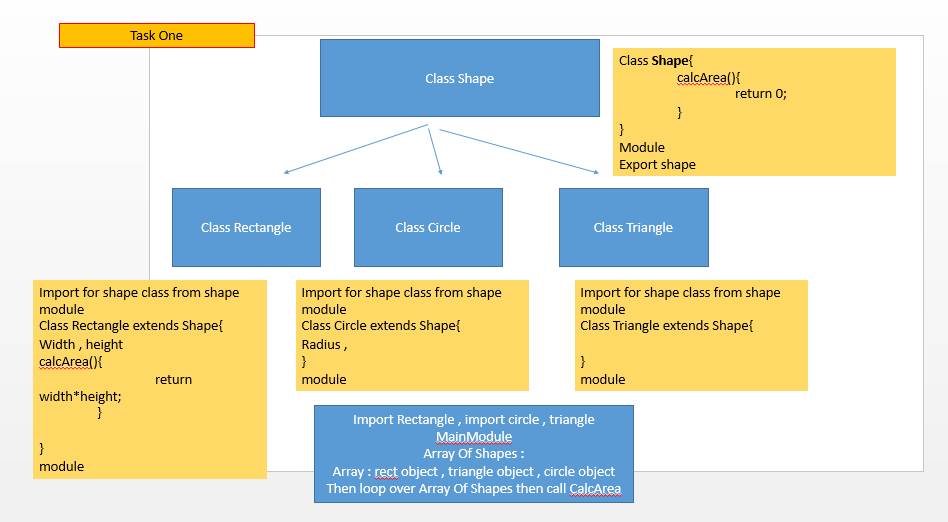 Task One
Class Shape
Class Shape{
calcArea(){
return 0;
}
}
Module
Export shape
Class Rectangle
Class Circle
Class Triangle
Import for shape class from shape
module
Class Rectangle extends Shape{
Width , height
calcArea(){
return
width*height;
}
}
module
Import for shape class from shape
module
Class Circle extends Shape{
Radius ,
}
module
Import for shape class from shape
module
Class Triangle extends Shape{
}
module
Import Rectangle , import circle , triangle
MainModule
Array Of Shapes :
Array : rect object , triangle object , circle object
Then loop over Array Of Shapes then call CalcArea